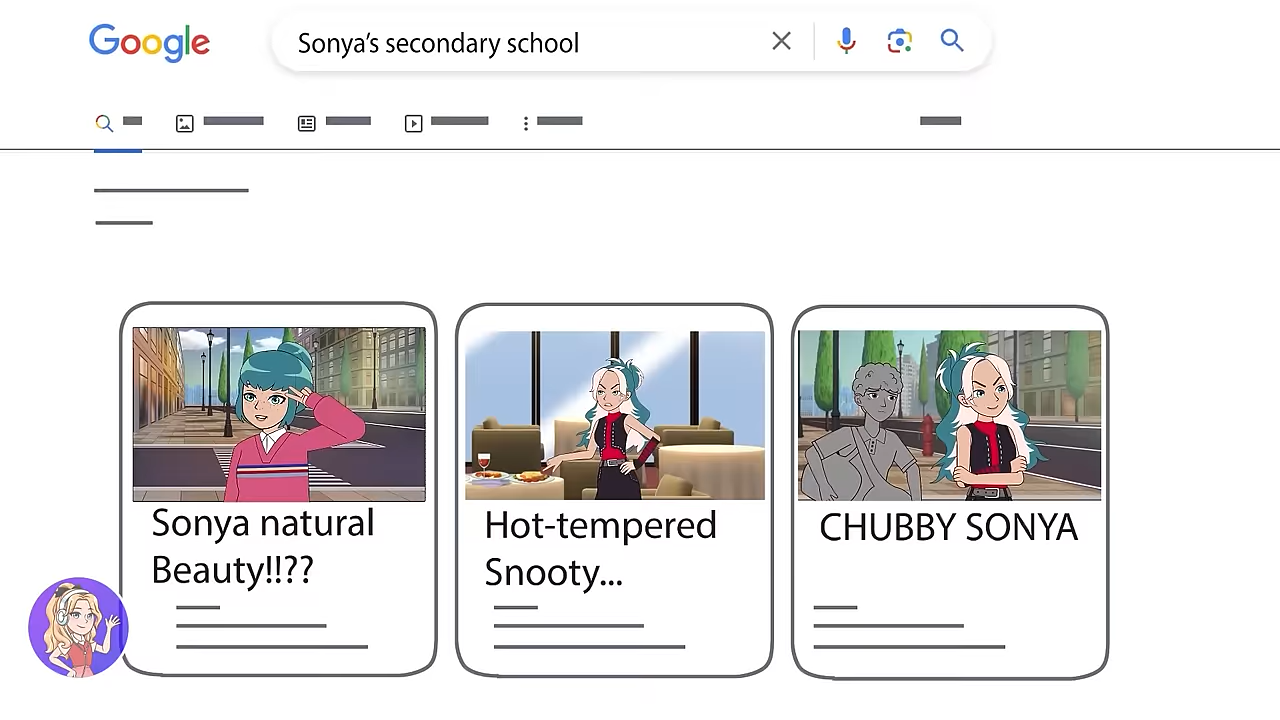 Google
Sonya's secondary school
Sonya natural
Beauty!!??
Hot-tempered
Snooty...
CHUBBY SONYA